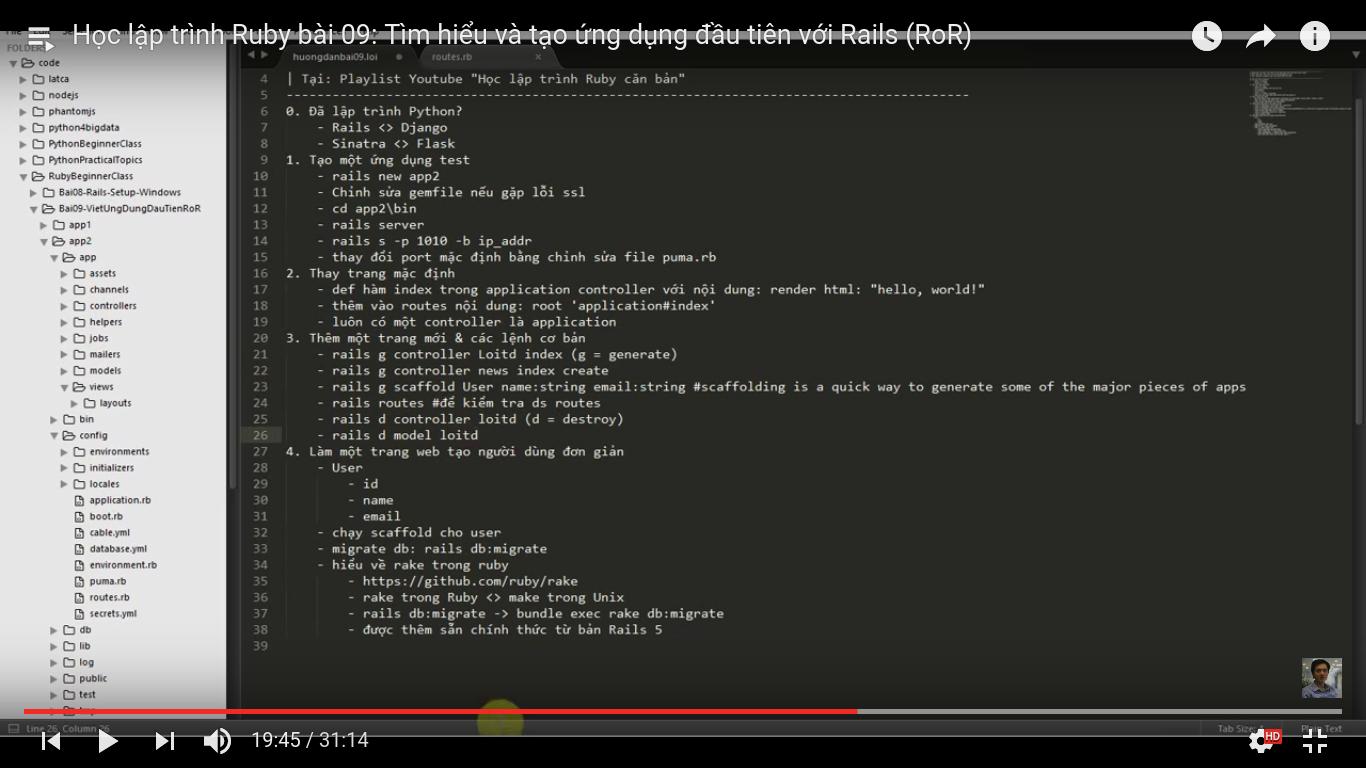 Học lập trình Ruby bài 09: Tìm hiểu và tạo ứng dụng đầu tiên với Rails (RoR)
FOLDERS
code
latca
nodejs
phantomjs
python4bigdata
PythonBeginnerClass
PythonPracticalTopics
RubyBeginnerClass
Bai08-Rails-Setup-Windows
Bai09-VietUngDungDauTienRoR
app1
app2
app
assets
channels
controllers
helpers
jobs
mailers
models
views
layouts
bin
config
environments
initializers
locales
application.rb
boot.rb
cable.yml
database.yml
environment.rb
puma.rb
routes.rb
secrets.yml
db
lib
log
public
test
huongdanbai09.loi
routes.rb
4 | Tại: Playlist Youtube "Học lập trình Ruby căn bản"
5 ----------------------------------------------------------------------------------------
6 0. Đã lập trình Python?
7 - Rails <> Django
8 - Sinatra <> Flask
9 1. Tạo một ứng dụng test
10 - rails new app2
11 - Chỉnh sửa gemfile nếu gặp lỗi ssl
12 - cd app2\bin
13 - rails server
14 - rails s -p 1010 -b ip_addr
15 - thay đổi port mặc định bằng chỉnh sửa file puma.rb
16 2. Thay trang mặc định
17 - def hàm index trong application controller với nội dung: render html: "hello, world!"
18 - thêm vào routes nội dung: root 'application#index'
19 - luôn có một controller là application
20 3. Thêm một trang mới & các lệnh cơ bản
21 - rails g controller Loitd index (g = generate)
22 - rails g controller news index create
23 - rails g scaffold User name:string email:string #scaffolding is a quick way to generate some of the major pieces of apps
24 - rails routes #để kiểm tra ds routes
25 - rails d controller loitd (d = destroy)
26 - rails d model loitd
27 4. Làm một trang web tạo người dùng đơn giản
28 - User
29 - id
30 - name
31 - email
32 - chạy scaffold cho user
33 - migrate db: rails db:migrate
34 - hiểu về rake trong ruby
35 - https://github.com/ruby/rake
36 - rake trong Ruby <> make trong Unix
37 - rails db:migrate -> bundle exec rake db:migrate
38 - được thêm sẵn chính thức từ bản Rails 5
39
Line 26, Column 26
Tab Size: 4
Plain Text
19:45 / 31:14
HD